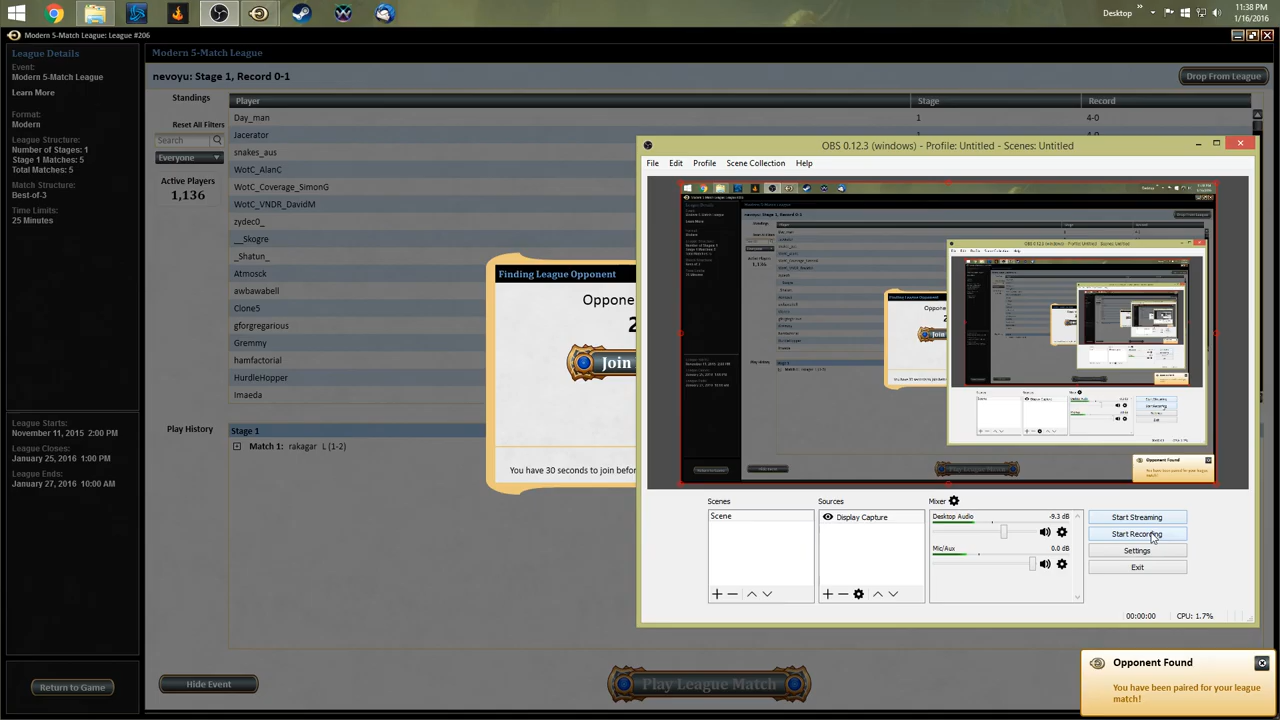 Desktop
11:38 PM
1/16/2016
Modern 5-Match League: League #206
League Details
Event:
Modern 5-Match League
Learn More
Format:
Modern
League Structure:
Number of Stages: 1
Stage 1 Matches: 5
Total Matches: 5
Match Structure:
Best-of-3
Time Limits:
25 Minutes
League Starts:
November 11, 2015 2:00 PM
League Closes:
January 25, 2016 1:00 PM
League Ends:
January 27, 2016 10:00 AM
Return to Game
Modern 5-Match League
nevoyu: Stage 1, Record 0-1
Drop From League
Standings
Reset All Filters
Search
Everyone
Active Players
1,136
Player Stage Record
Day_man 1 4-0
Jacerator
snakes_aus
WotC_AlanC
WotC_Coverage_SimonG
WotC_VNDR_DavidM
zydec0_
__Skogre
_Shatun_
Atmosck
awbawabell
Clone5
gforgregarious
Gremmy
hamfactorial
HurdleHopper
Imaeda
Play History
Stage 1
Match 1: rakagar L (1-2)
Finding League Opponent
Join
You have 30 seconds to join before
Hide Event
Play League Match
OBS 0.12.3 (windows) - Profile: Untitled - Scenes: Untitled
File Edit Profile Scene Collection Help
Scenes
Scene
Sources
Display Capture
Mixer
Desktop Audio -9.3 dB
Mic/Aux 0.0 dB
Start Streaming
Start Recording
Settings
Exit
00:00:00 CPU: 1.7%
Opponent Found
You have been paired for your league
match!